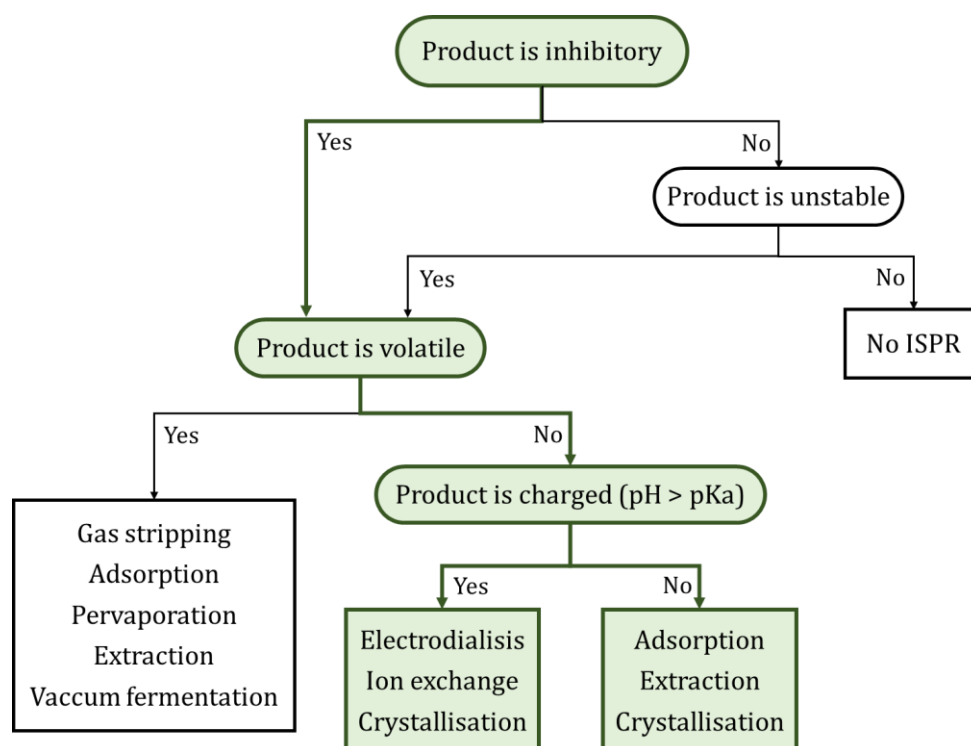 Product is inhibitory
Yes
No
Product is unstable
Yes
No
Product is volatile
No ISPR
Yes
No
Product is charged (pH > pKa)
Gas stripping
Adsorption
Pervaporation
Extraction
Vaccum fermentation
Yes
No
Electrodialisis
Ion exchange
Crystallisation
Adsorption
Extraction
Crystallisation